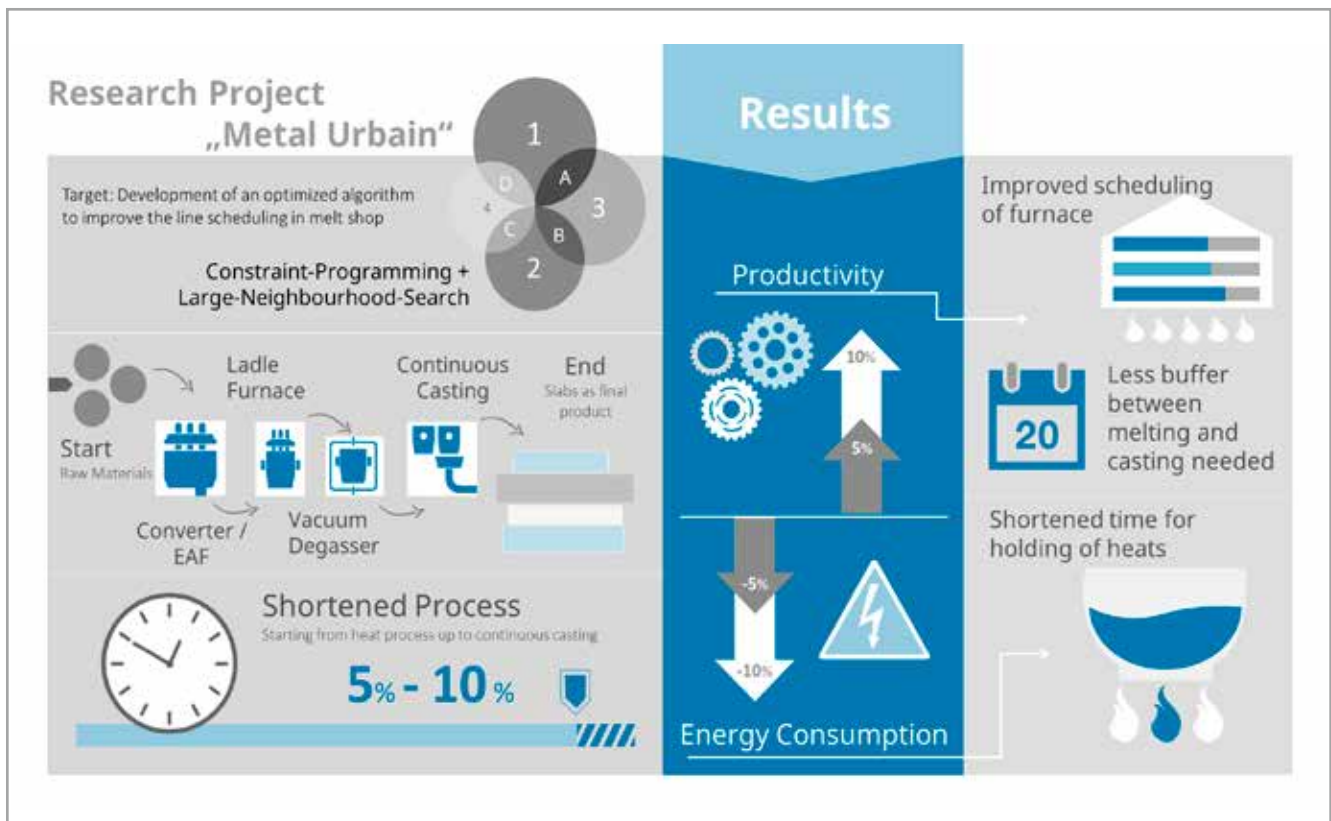 Research Project
„Metal Urbain“
Target: Development of an optimized algorithm
to improve the line scheduling in melt shop
Constraint-Programming +
Large-Neighbourhood-Search
1
D
A
4
3
C
B
2
Start
Raw Materials
Converter /
EAF
Ladle
Furnace
Vacuum
Degasser
Continuous
Casting
End
Slabs as final
product
Shortened Process
Starting from heat process up to continuous casting
5% - 10 %
Results
Productivity
10%
5%
-5%
-10%
Energy Consumption
Improved scheduling
of furnace
20
Less buffer
between
melting and
casting needed
Shortened time for
holding of heats